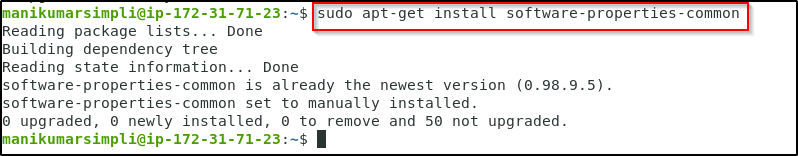 manikumarsimpli@ip-172-31-71-23:~$ sudo apt-get install software-properties-common
Reading package lists... Done
Building dependency tree
Reading state information... Done
software-properties-common is already the newest version (0.98.9.5).
software-properties-common set to manually installed.
0 upgraded, 0 newly installed, 0 to remove and 50 not upgraded.
manikumarsimpli@ip-172-31-71-23:~$